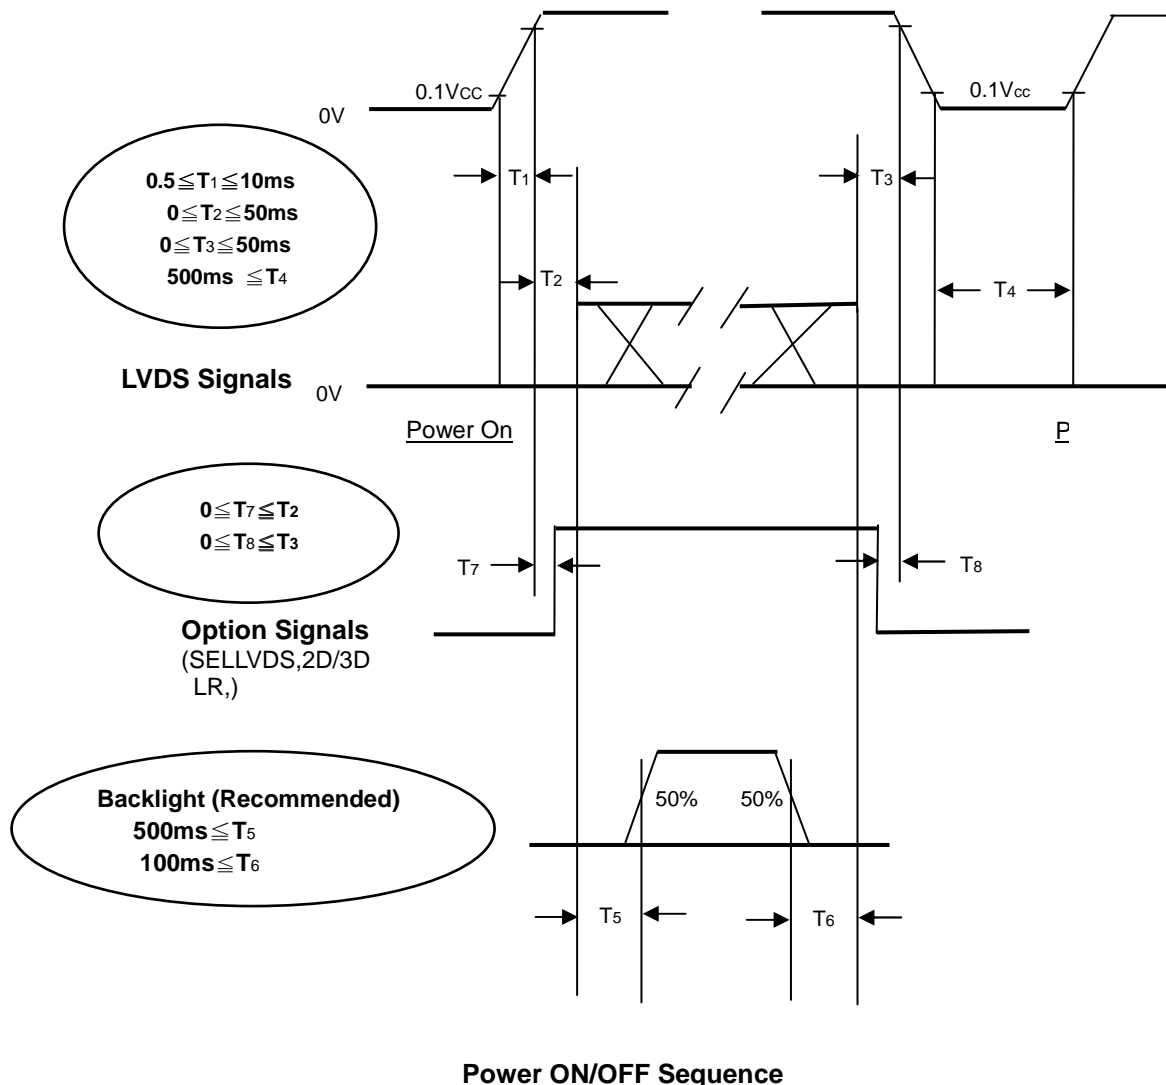 0.1VCC
0.1Vcc
0V
0.5≦T1≦10ms
0≦T2≦50ms
0≦T3≦50ms
500ms ≦T4
T1
T3
T2
T4
LVDS Signals
0V
Power On
P
0≦T7≦T2
0≦T8≦T3
T7
T8
Option Signals
(SELLVDS,2D/3D
LR,)
Backlight (Recommended)
500ms≦T5
100ms≦T6
50%
50%
T5
T6
Power ON/OFF Sequence